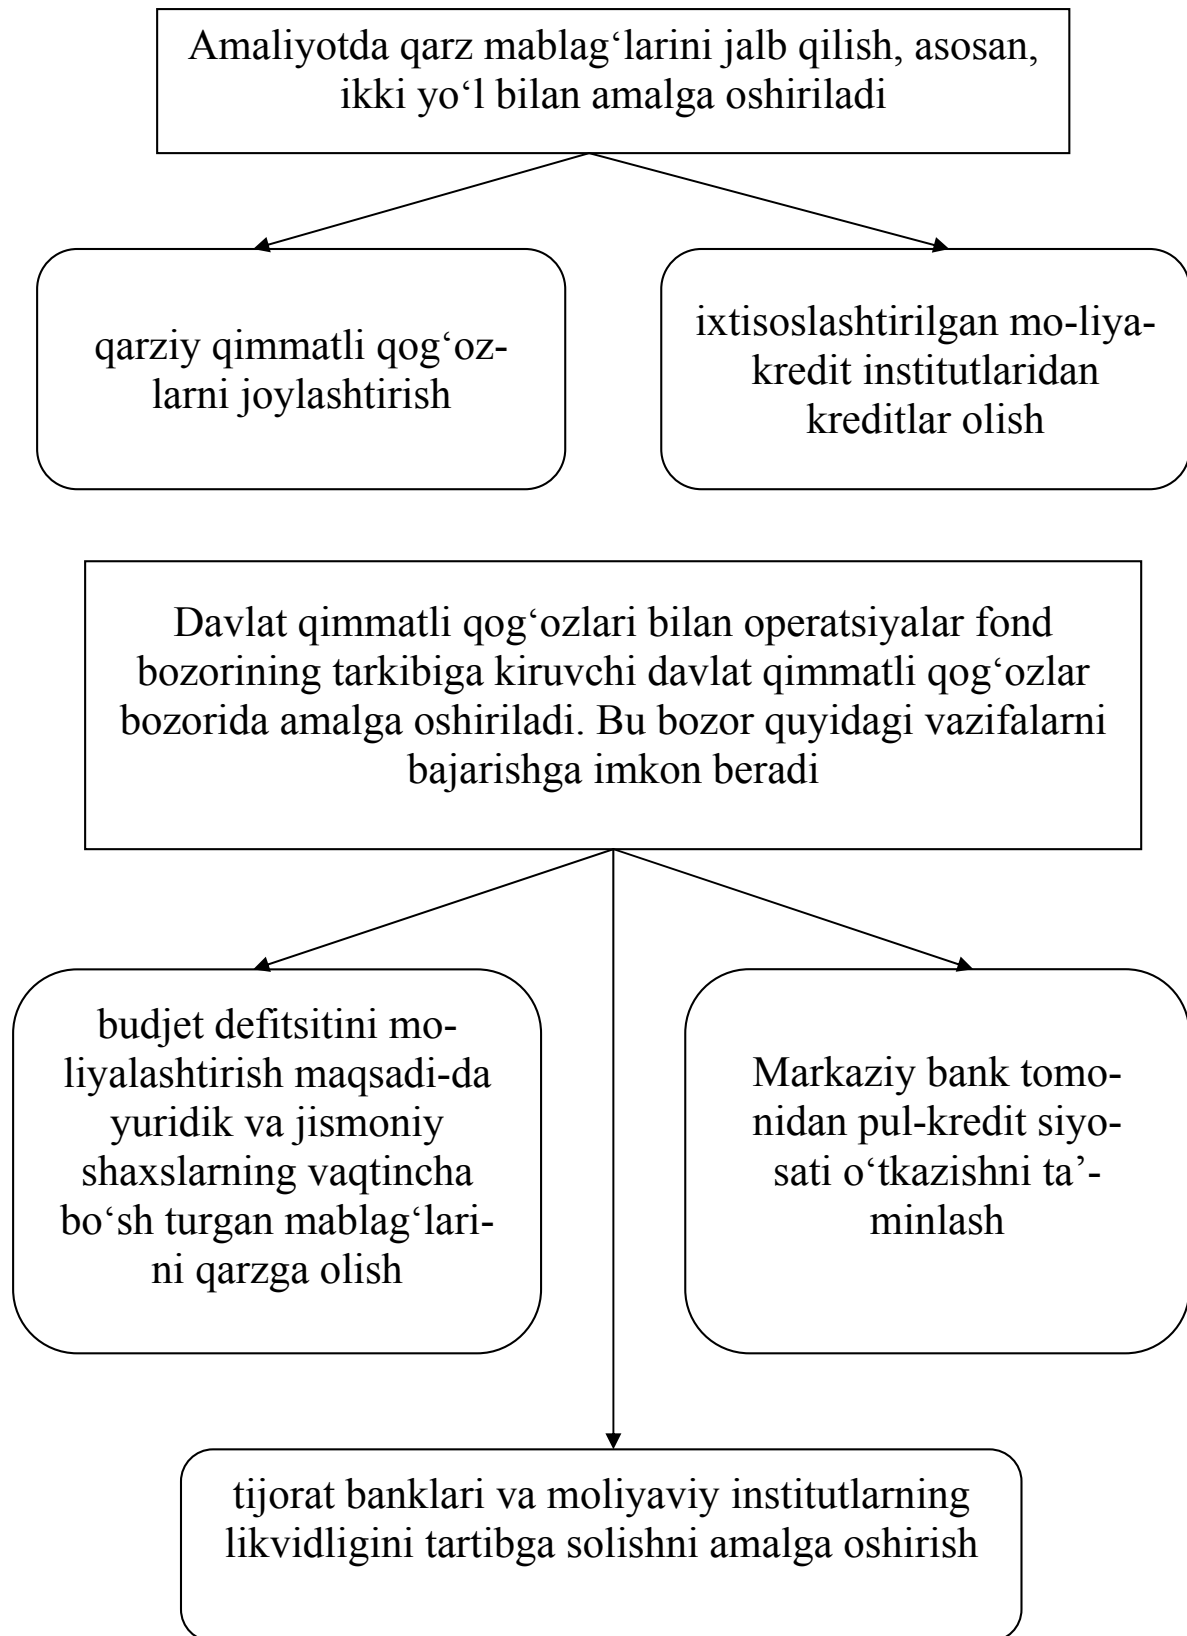 Amaliyotda qarz mablag‘larini jalb qilish, asosan,
ikki yo‘l bilan amalga oshiriladi
qarziy qimmatli qog‘oz-
larni joylashtirish
ixtisoslashtirilgan mo-liya-
kredit institutlaridan
kreditlar olish
Davlat qimmatli qog‘ozlari bilan operatsiyalar fond
bozorining tarkibiga kiruvchi davlat qimmatli qog‘ozlar
bozorida amalga oshiriladi. Bu bozor quyidagi vazifalarni
bajarishga imkon beradi
budjet defitsitini mo-
liyalashtirish maqsadi-da
yuridik va jismoniy
shaxslarning vaqtincha
bo‘sh turgan mablag‘lari-
ni qarzga olish
Markaziy bank tomo-
nidan pul-kredit siyo-
sati o‘tkazishni ta’-
minlash
tijorat banklari va moliyaviy institutlarning
likvidligini tartibga solishni amalga oshirish